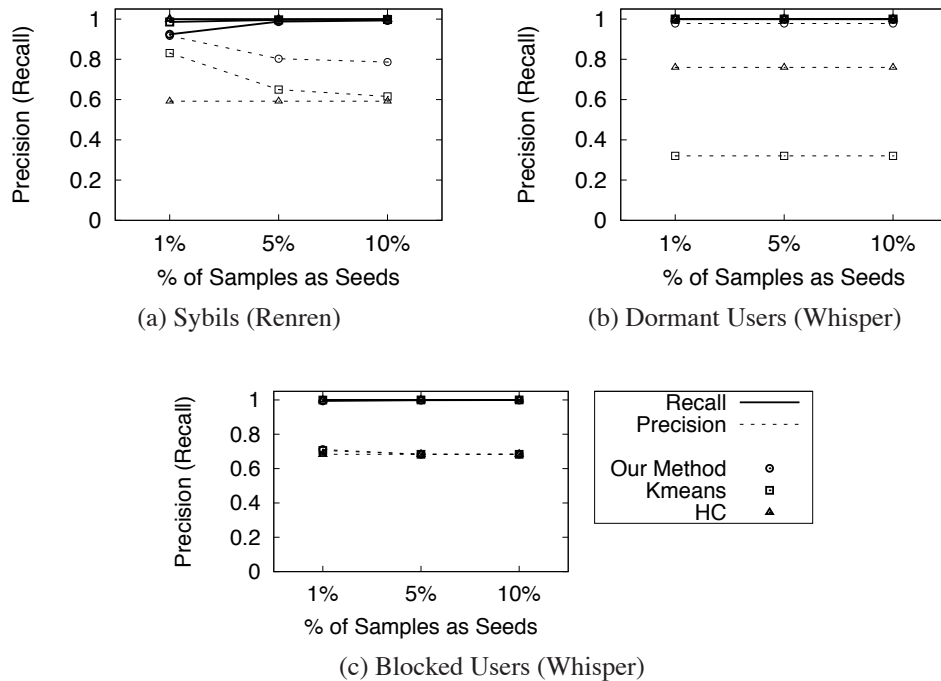 Precision (Recall)
1
0.8
0.6
0.4
0.2
0
1%
5%
10%
% of Samples as Seeds
(a) Sybils (Renren)
Precision (Recall)
1
0.8
0.6
0.4
0.2
0
1%
5%
10%
% of Samples as Seeds
(b) Dormant Users (Whisper)
Precision (Recall)
1
0.8
0.6
0.4
0.2
0
1%
5%
10%
% of Samples as Seeds
Recall
Precision
Our Method
Kmeans
HC
(c) Blocked Users (Whisper)